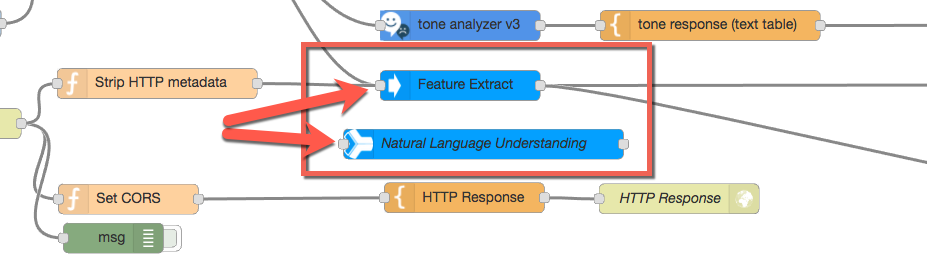 tone analyzer v3
tone response (text table)
Strip HTTP metadata
Feature Extract
Natural Language Understanding
Set CORS
HTTP Response
HTTP Response
msg